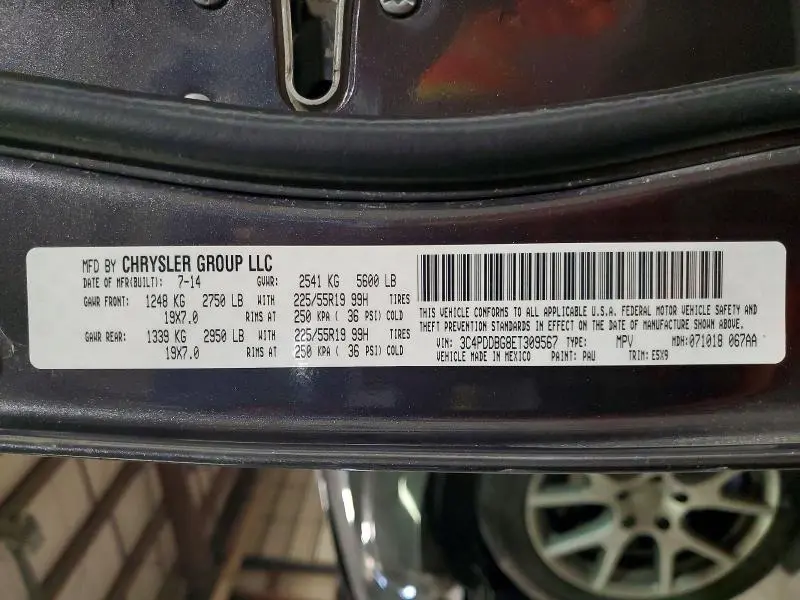 MFD BY CHRYSLER GROUP LLC
DATE OF MFR(BUILT): 7-14 GVWR: 2541 KG 5600 LB
GAWR FRONT: 1248 KG 2750 LB WITH 225/55R19 99H TIRES
19X7.0 RIMS AT 250 KPA ( 36 PSI) COLD
GAWR REAR: 1339 KG 2950 LB WITH 225/55R19 99H TIRES
19X7.0 RIMS AT 250 KPA ( 36 PSI) COLD
THIS VEHICLE CONFORMS TO ALL APPLICABLE U.S.A. FEDERAL MOTOR VEHICLE SAFETY AND
THEFT PREVENTION STANDARDS IN EFFECT ON THE DATE OF MANUFACTURE SHOWN ABOVE.
VIN: 3C4PDDBG8ET309567 TYPE: MPV MDH: 071018 067AA
VEHICLE MADE IN MEXICO PAINT: PAU TRIM: E5X9